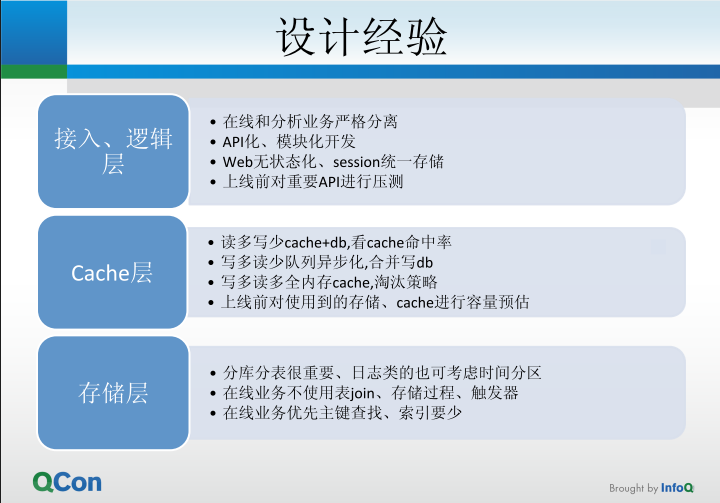 设计经验
接入、逻辑
层
• 在线和分析业务严格分离
• API化、模块化开发
• Web无状态化、session统一存储
• 上线前对重要API进行压测
Cache层
• 读多写少cache+db,看cache命中率
• 写多读少队列异步化,合并写db
• 写多读多全内存cache,淘汰策略
• 上线前对使用到的存储、cache进行容量预估
存储层
• 分库分表很重要、日志类的也可考虑时间分区
• 在线业务不使用表join、存储过程、触发器
• 在线业务优先主键查找、索引要少
QCon
Brought by InfoQ